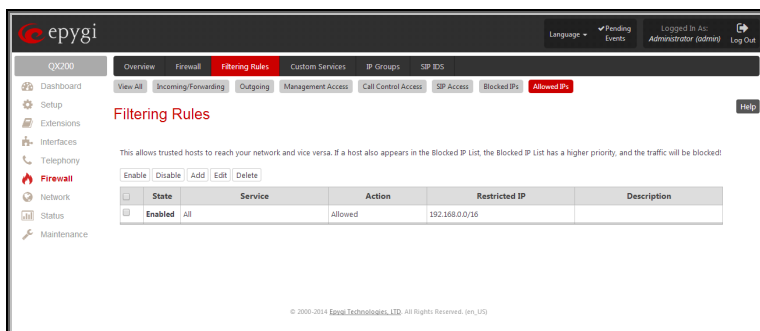 epygi
Language
Pending Events
Logged In As:
Administrator (admin)
Log Out
QX200
Overview Firewall Filtering Rules Custom Services IP Groups SIP IDS
Dashboard
Setup
Extensions
Interfaces
Telephony
Firewall
Network
Status
Maintenance
View All Incoming/Forwarding Outgoing Management Access Call Control Access SIP Access Blocked IPs Allowed IPs
Help
Filtering Rules
This allows trusted hosts to reach your network and vice versa. If a host also appears in the Blocked IP List, the Blocked IP List has a higher priority, and the traffic will be blocked!
Enable Disable Add Edit Delete
State Service Action Restricted IP Description
Enabled All Allowed 192.168.0.0/16
© 2000-2014 Epygi Technologies, LTD. All Rights Reserved. (en_US)